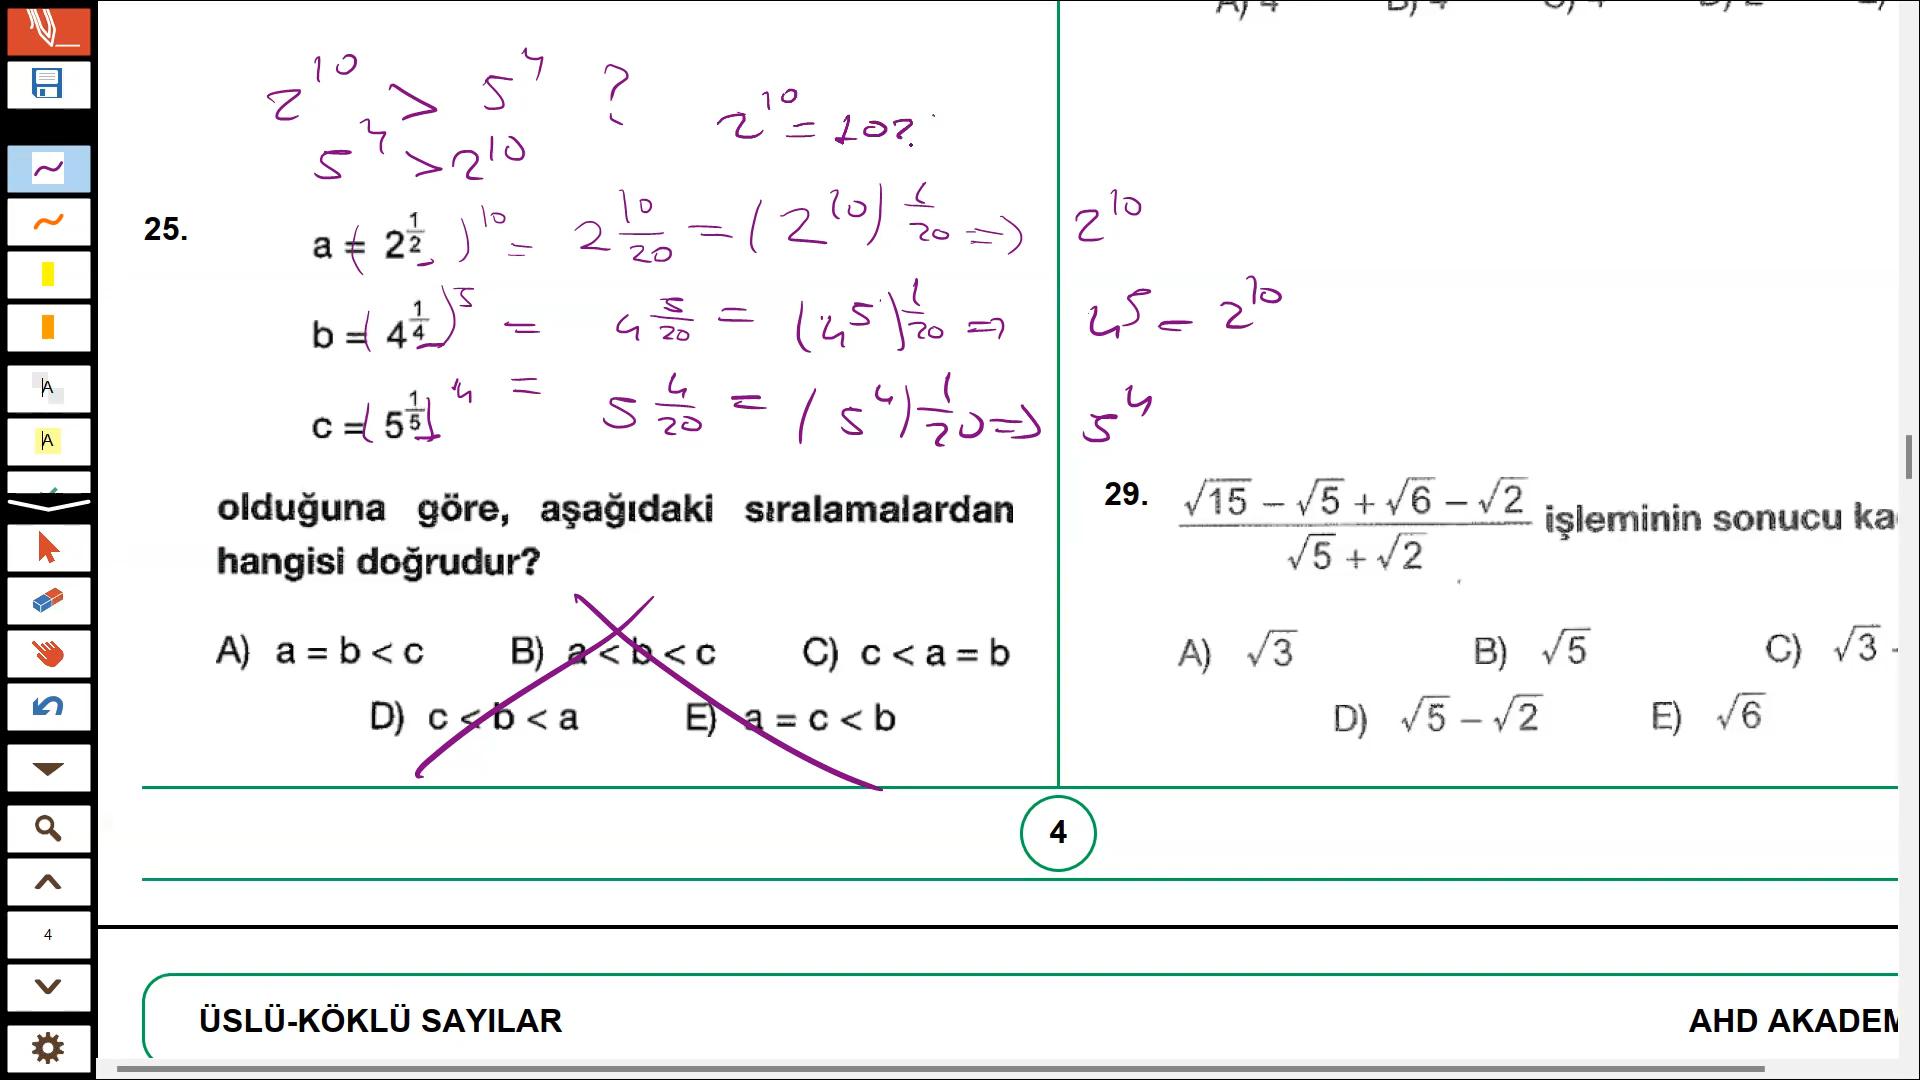 2^10 > 5^4 ?
2^10 = 10?
5^4 > 2^10
25.
a = (2^{1/2})^10 = 2^{10/20} = (2^10)^{1/20} => 2^10
b = (4^{1/4})^5 = 4^{5/20} = (4^5)^{1/20} => 4^5 = 2^10
c = (5^{1/5})^4 = 5^{4/20} = (5^4)^{1/20} => 5^4
olduğuna göre, aşağıdaki sıralamalardan
hangisi doğrudur?
A) a = b < c B) a < b < c C) c < a = b
D) c < b < a E) a = c < b
29.
(√15 − √5 + √6 − √2) / (√5 + √2) işleminin sonucu
A) √3 B) √5 C) √3 -
D) √5 − √2 E) √6
4
ÜSLÜ-KÖKLÜ SAYILAR
AHD
A
A
4